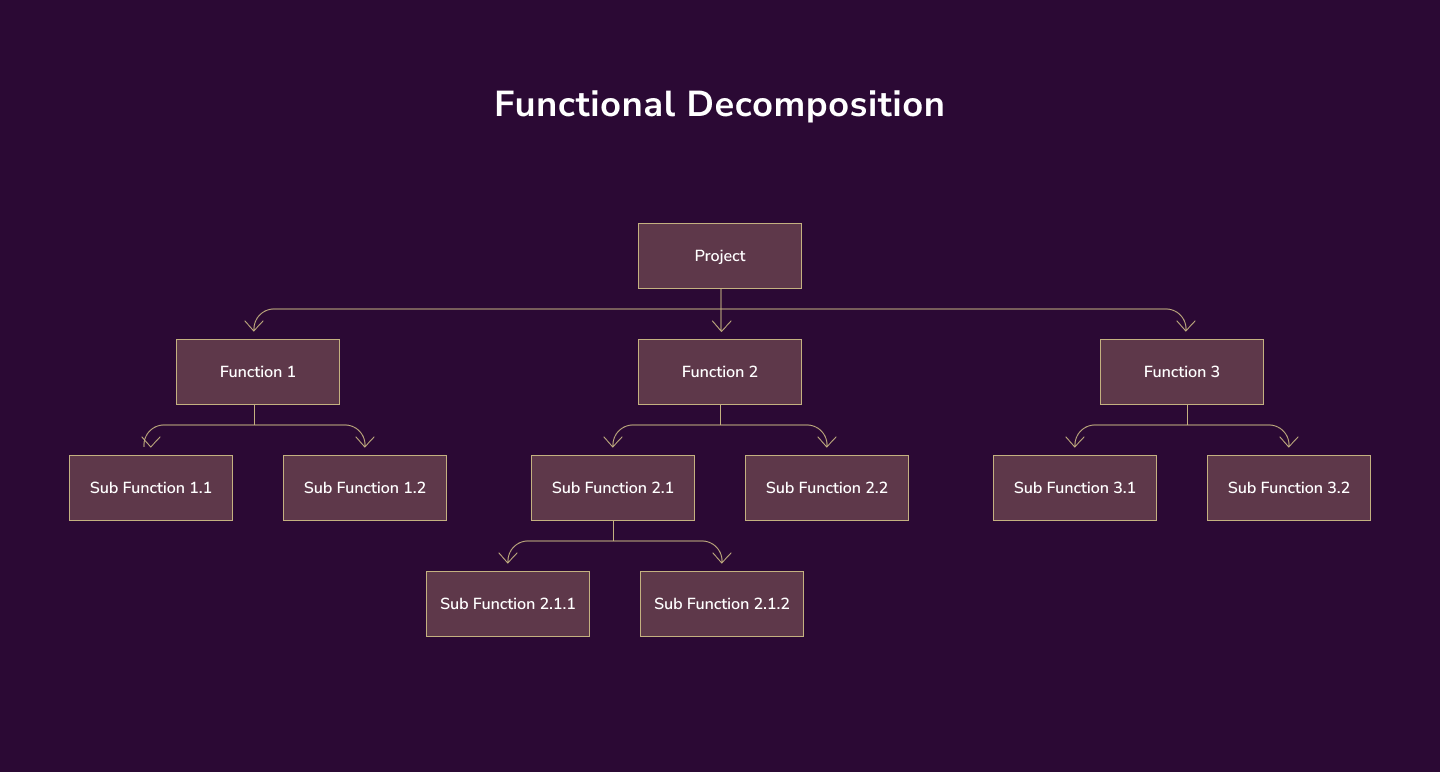 Functional Decomposition
Project
Function 1
Function 2
Function 3
Sub Function 1.1
Sub Function 1.2
Sub Function 2.1
Sub Function 2.2
Sub Function 3.1
Sub Function 3.2
Sub Function 2.1.1
Sub Function 2.1.2